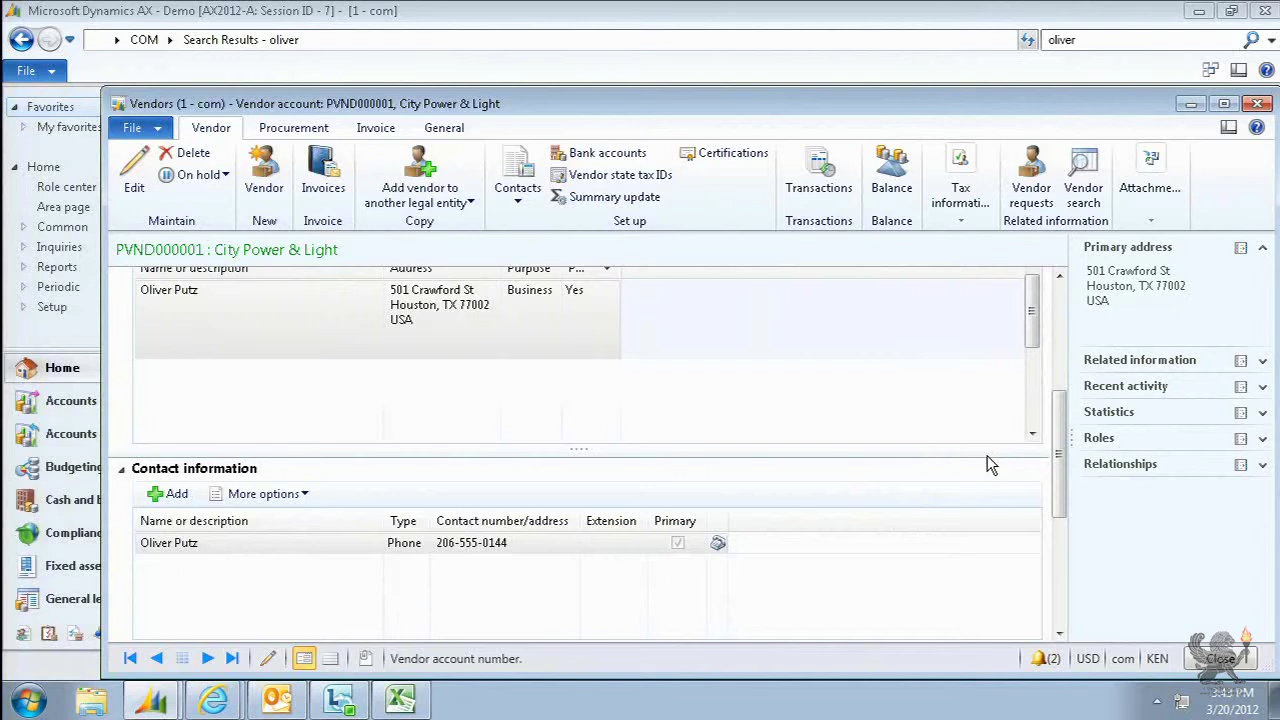 Microsoft Dynamics AX - Demo [AX2012-A: Session ID - 7] - [1 - com]
COM Search Results - oliver
oliver
File
Favorites
My favorites
Home
Role center
Area page
Common
Inquiries
Reports
Periodic
Setup
Home
Accounts
Accounts
Budgeting
Cash and b
Complianc
Fixed asse
General le
Vendors (1 - com) - Vendor account: PVND000001, City Power & Light
File Vendor Procurement Invoice General
Edit
Delete
On hold
Maintain
Vendor
New
Invoices
Invoice
Add vendor to
another legal entity
Copy
Contacts
Bank accounts
Vendor state tax IDs
Summary update
Certifications
Set up
Transactions
Transactions
Balance
Balance
Tax
informati...
Vendor
requests
Vendor
search
Related information
Attachme...
PVND000001 : City Power & Light
Name or description Address Purpose P...
Oliver Putz 501 Crawford St Business Yes
Houston, TX 77002
USA
Contact information
Add More options
Name or description Type Contact number/address Extension Primary
Oliver Putz Phone 206-555-0144
Primary address
501 Crawford St
Houston, TX 77002
USA
Related information
Recent activity
Statistics
Roles
Relationships
Vendor account number.
(2) USD com KEN Close
3:43 PM
3/20/2012